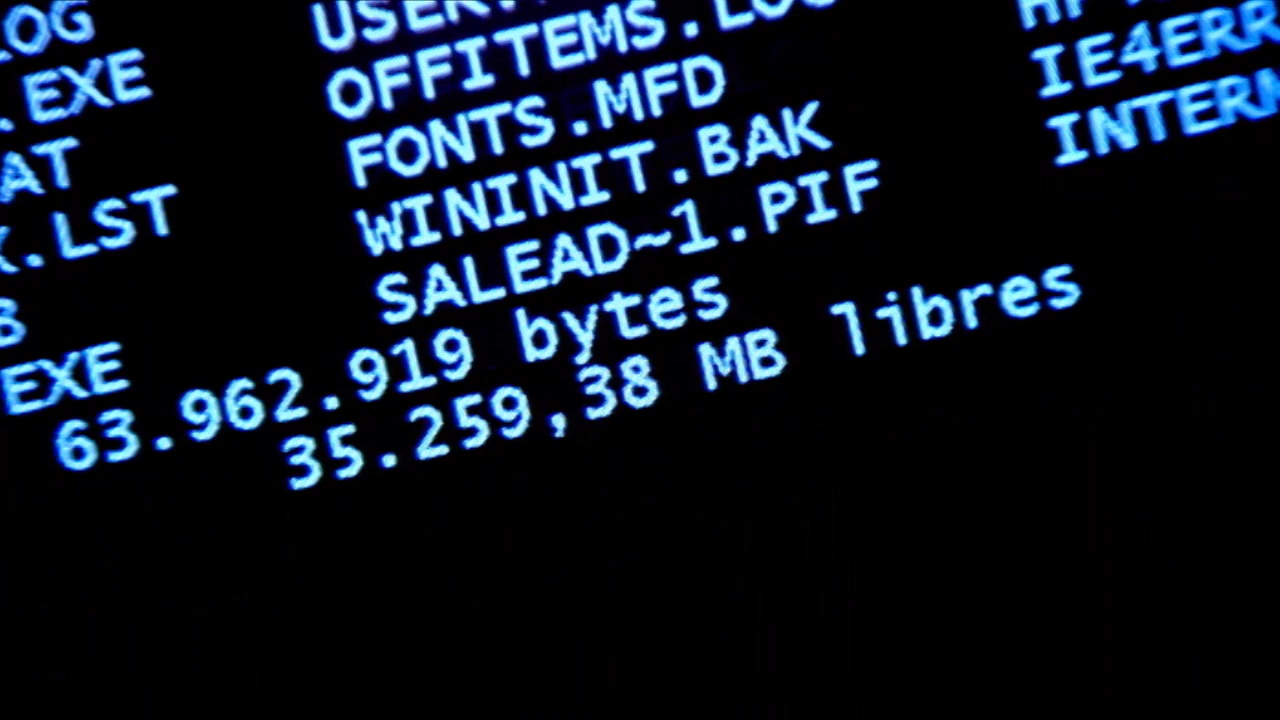 OFFITEMS.LOG IE4ERR
.EXE FONTS.MFD INTERN
WININIT.BAK
.LST SALEAD~1.PIF
63.962.919 bytes
EXE 35.259,38 MB libres